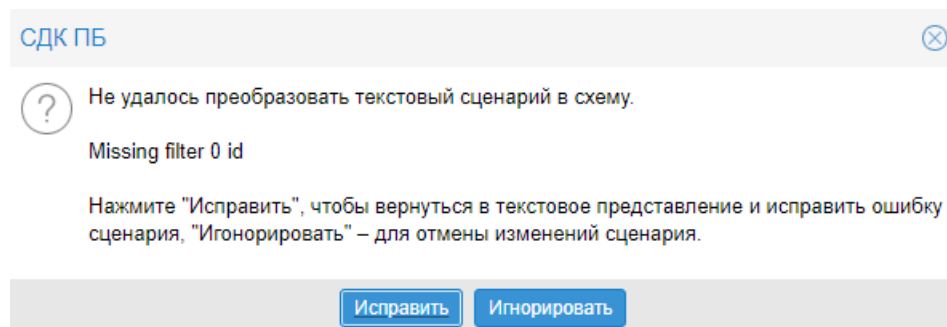 СДК ПБ
Не удалось преобразовать текстовый сценарий в схему.
Missing filter 0 id
Нажмите "Исправить", чтобы вернуться в текстовое представление и исправить ошибку
сценария, "Игонорировать" – для отмены изменений сценария.
Исправить Игнорировать